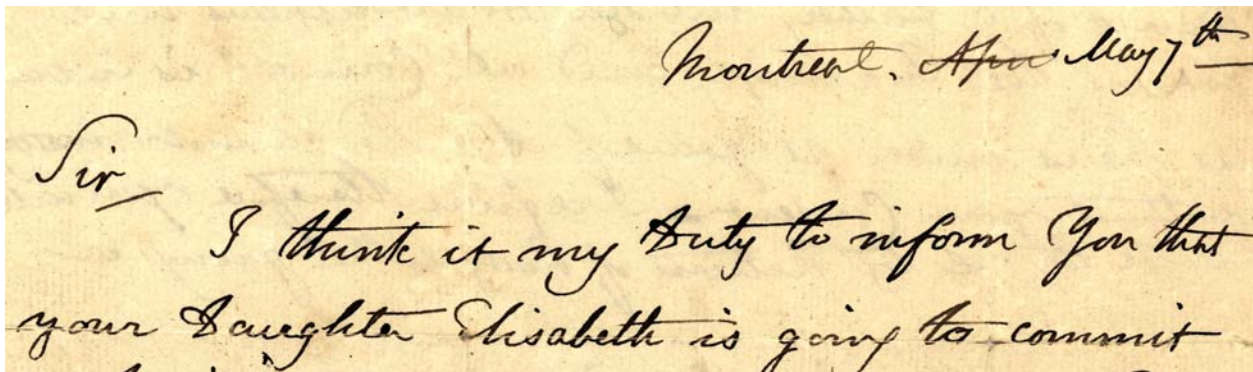 Montreal. Apri May 7th
Sir
I think it my Duty to inform You that
your Daughter Elisabeth is going to commit